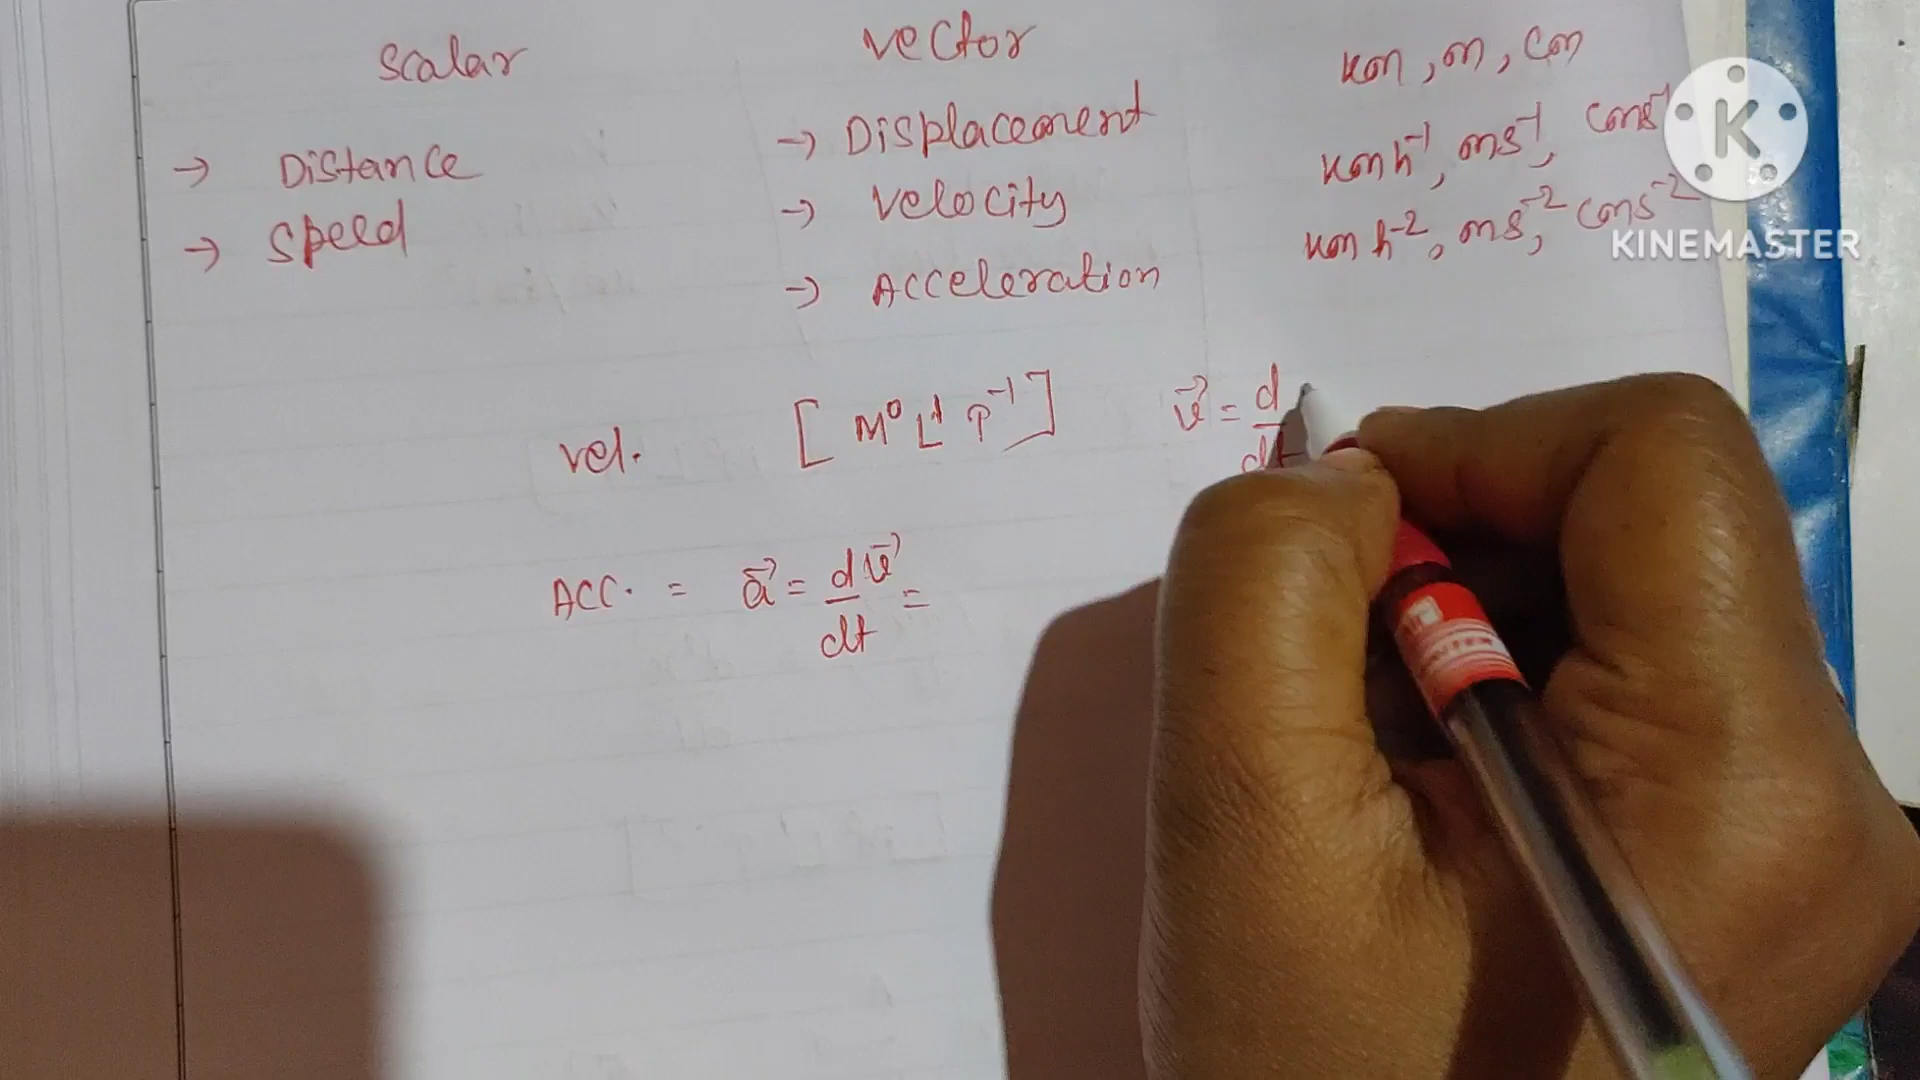 Scalar Vector km, m, cm
→ Distance → Displacement kmh⁻¹, ms⁻¹, cms⁻¹
→ Speed → Velocity kmh⁻², ms⁻², cms⁻²
→ Acceleration
KINEMASTER
vel. [M⁰ L¹ T⁻¹] v⃗ = d/dt
Acc. = a⃗ = dv⃗/dt =